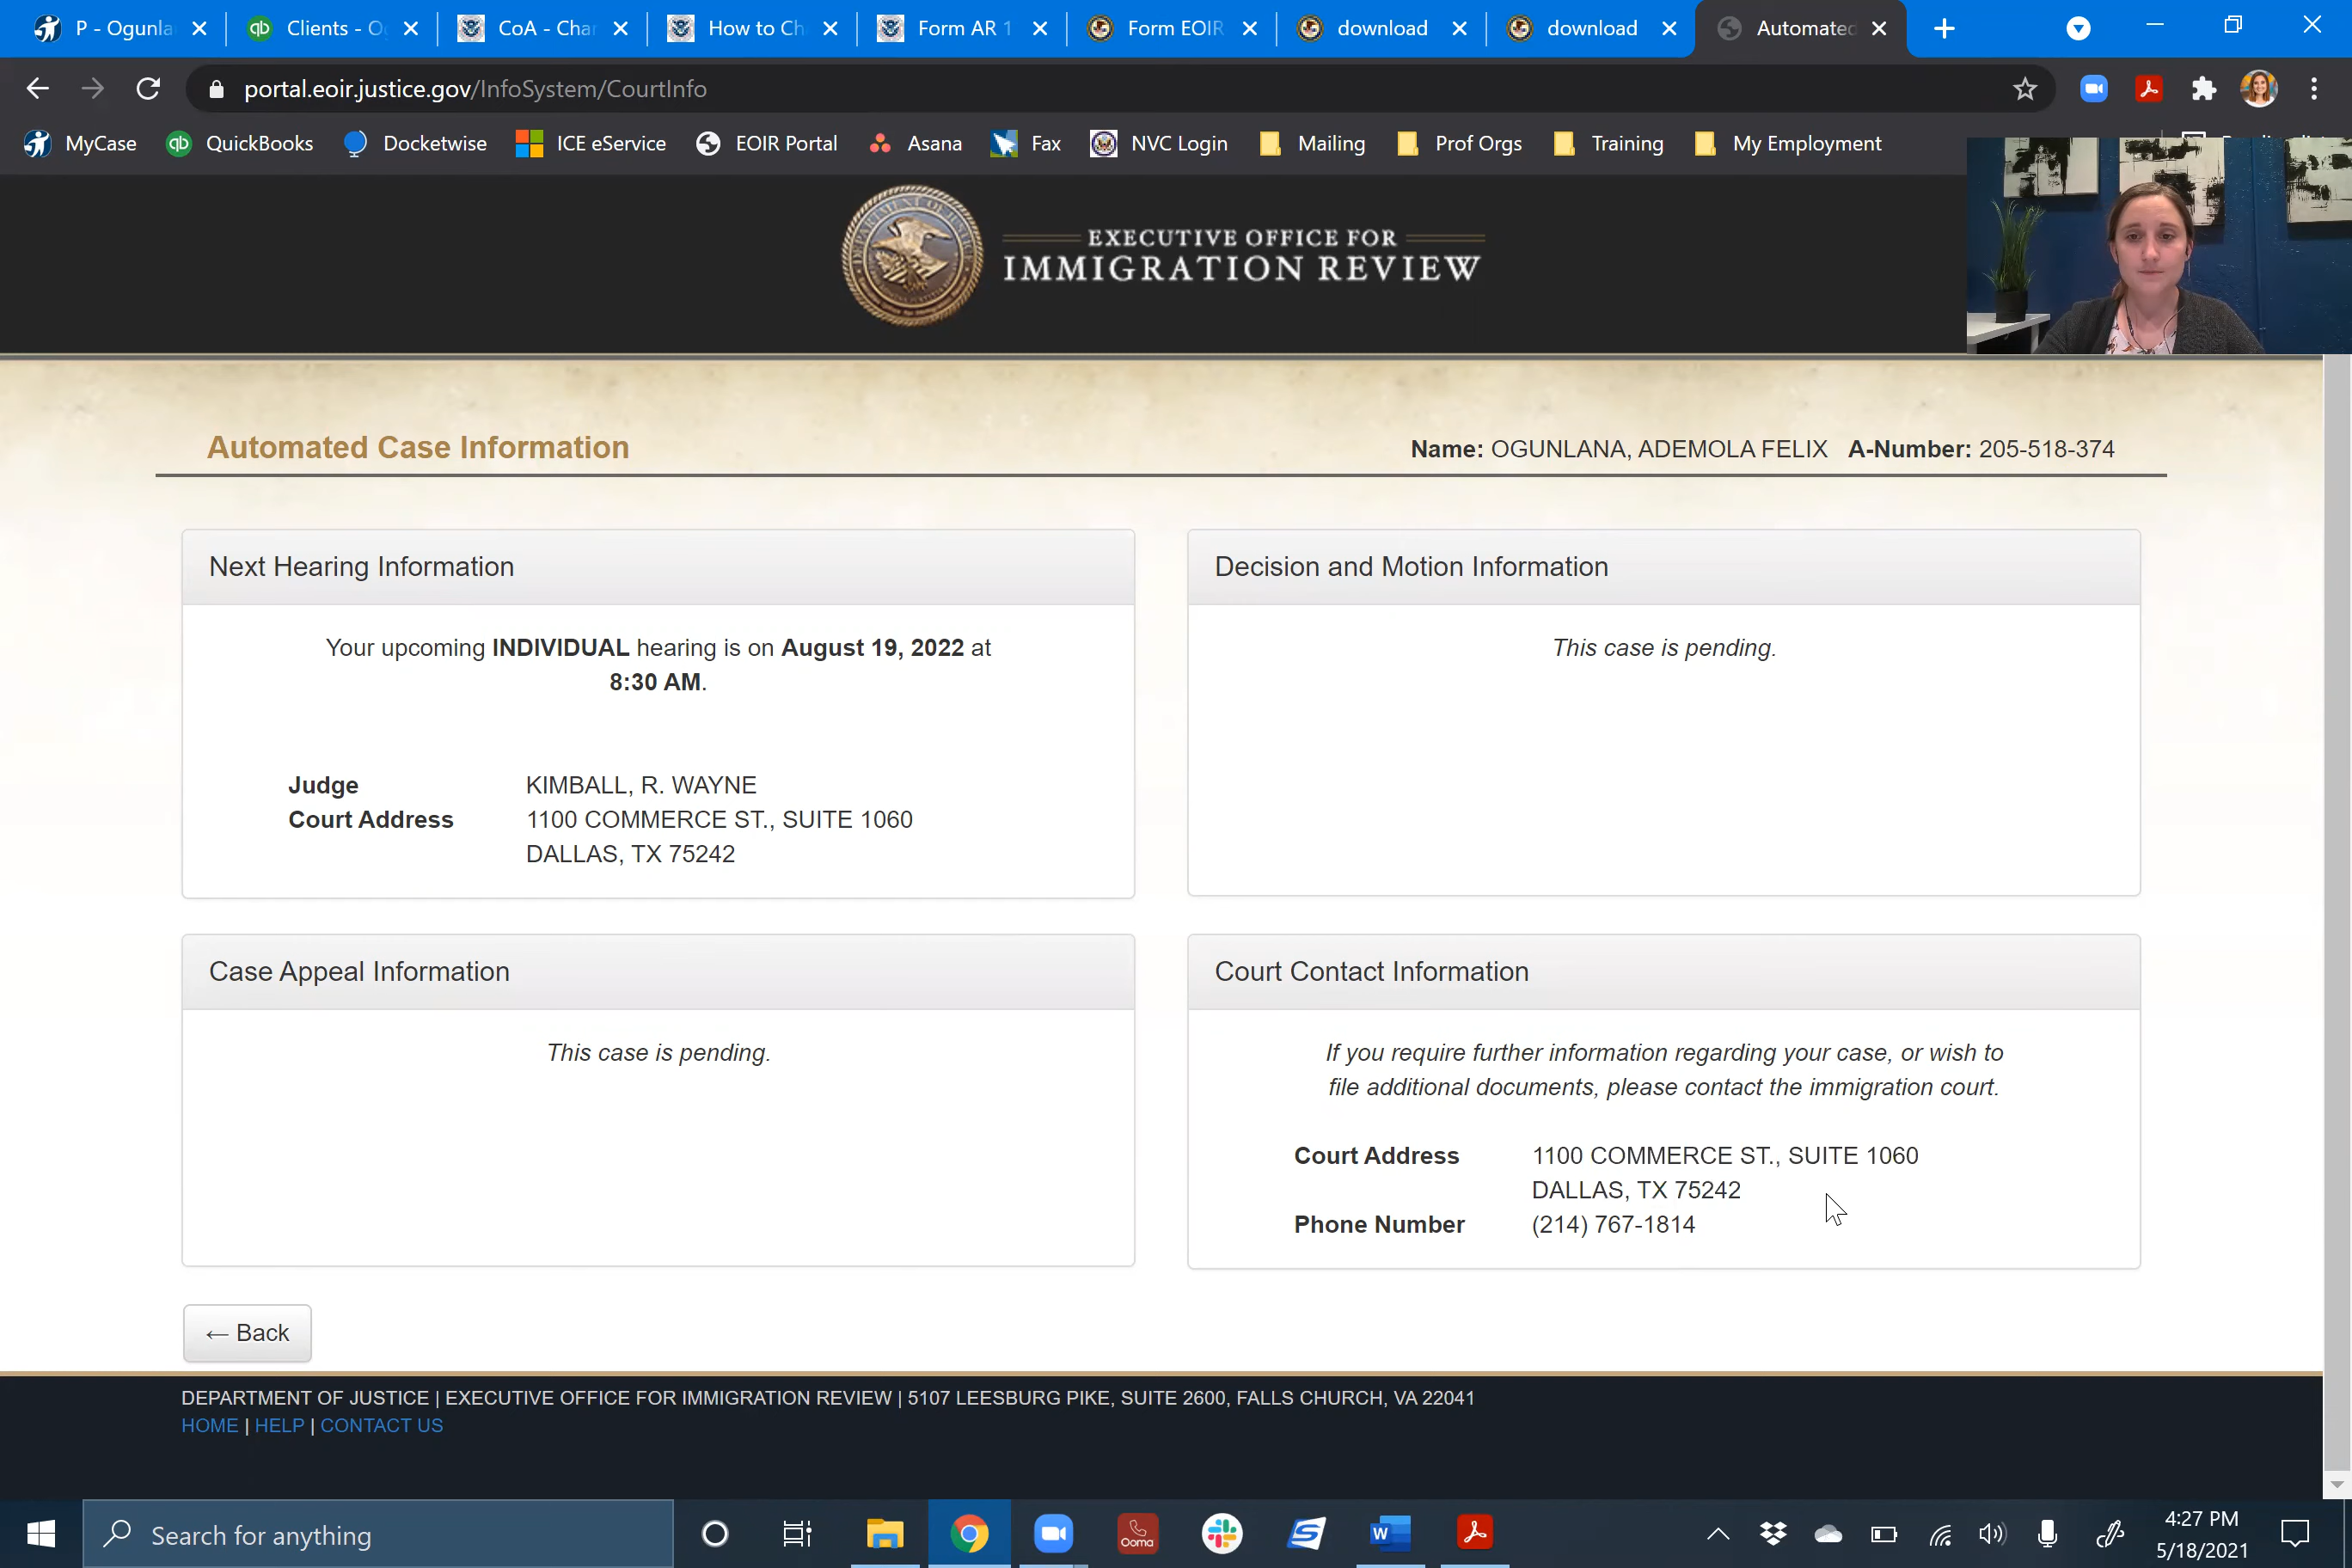 P - Ogunla
Clients - O
CoA - Char
How to Ch
Form AR 1
Form EOIR
download
download
Automated
portal.eoir.justice.gov/InfoSystem/CourtInfo
MyCase QuickBooks Docketwise ICE eService EOIR Portal Asana Fax NVC Login Mailing Prof Orgs Training My Employment
EXECUTIVE OFFICE FOR
IMMIGRATION REVIEW
Automated Case Information
Name: OGUNLANA, ADEMOLA FELIX A-Number: 205-518-374
Next Hearing Information
Your upcoming INDIVIDUAL hearing is on August 19, 2022 at
8:30 AM.
Judge KIMBALL, R. WAYNE
Court Address 1100 COMMERCE ST., SUITE 1060
DALLAS, TX 75242
Decision and Motion Information
This case is pending.
Case Appeal Information
This case is pending.
Court Contact Information
If you require further information regarding your case, or wish to
file additional documents, please contact the immigration court.
Court Address 1100 COMMERCE ST., SUITE 1060
DALLAS, TX 75242
Phone Number (214) 767-1814
← Back
DEPARTMENT OF JUSTICE | EXECUTIVE OFFICE FOR IMMIGRATION REVIEW | 5107 LEESBURG PIKE, SUITE 2600, FALLS CHURCH, VA 22041
HOME | HELP | CONTACT US
Search for anything
Ooma
4:27 PM
5/18/2021